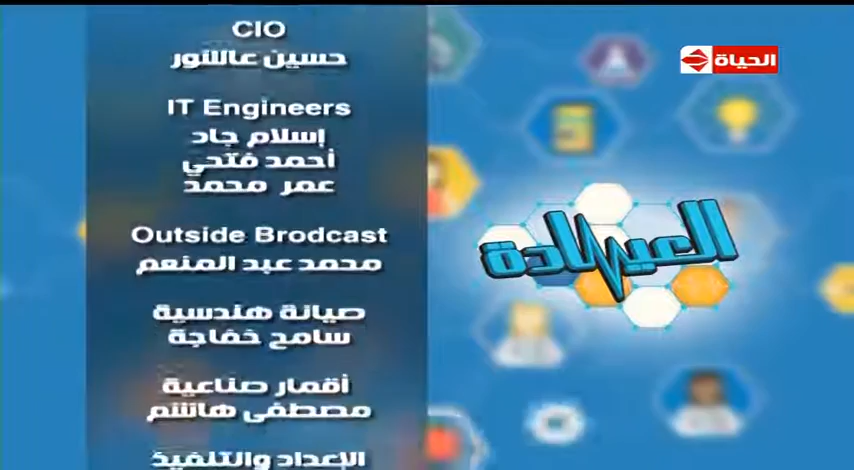 CIO
حسين عاشور
IT Engineers
إسلام جاد
أحمد فتحي
عمر محمد
Outside Brodcast
محمد عبد المنعم
صيانة هندسية
سامح خفاجة
أقمار صناعية
مصطفى هاشم
الإعداد والتنفيذ
الحياة
العيادة